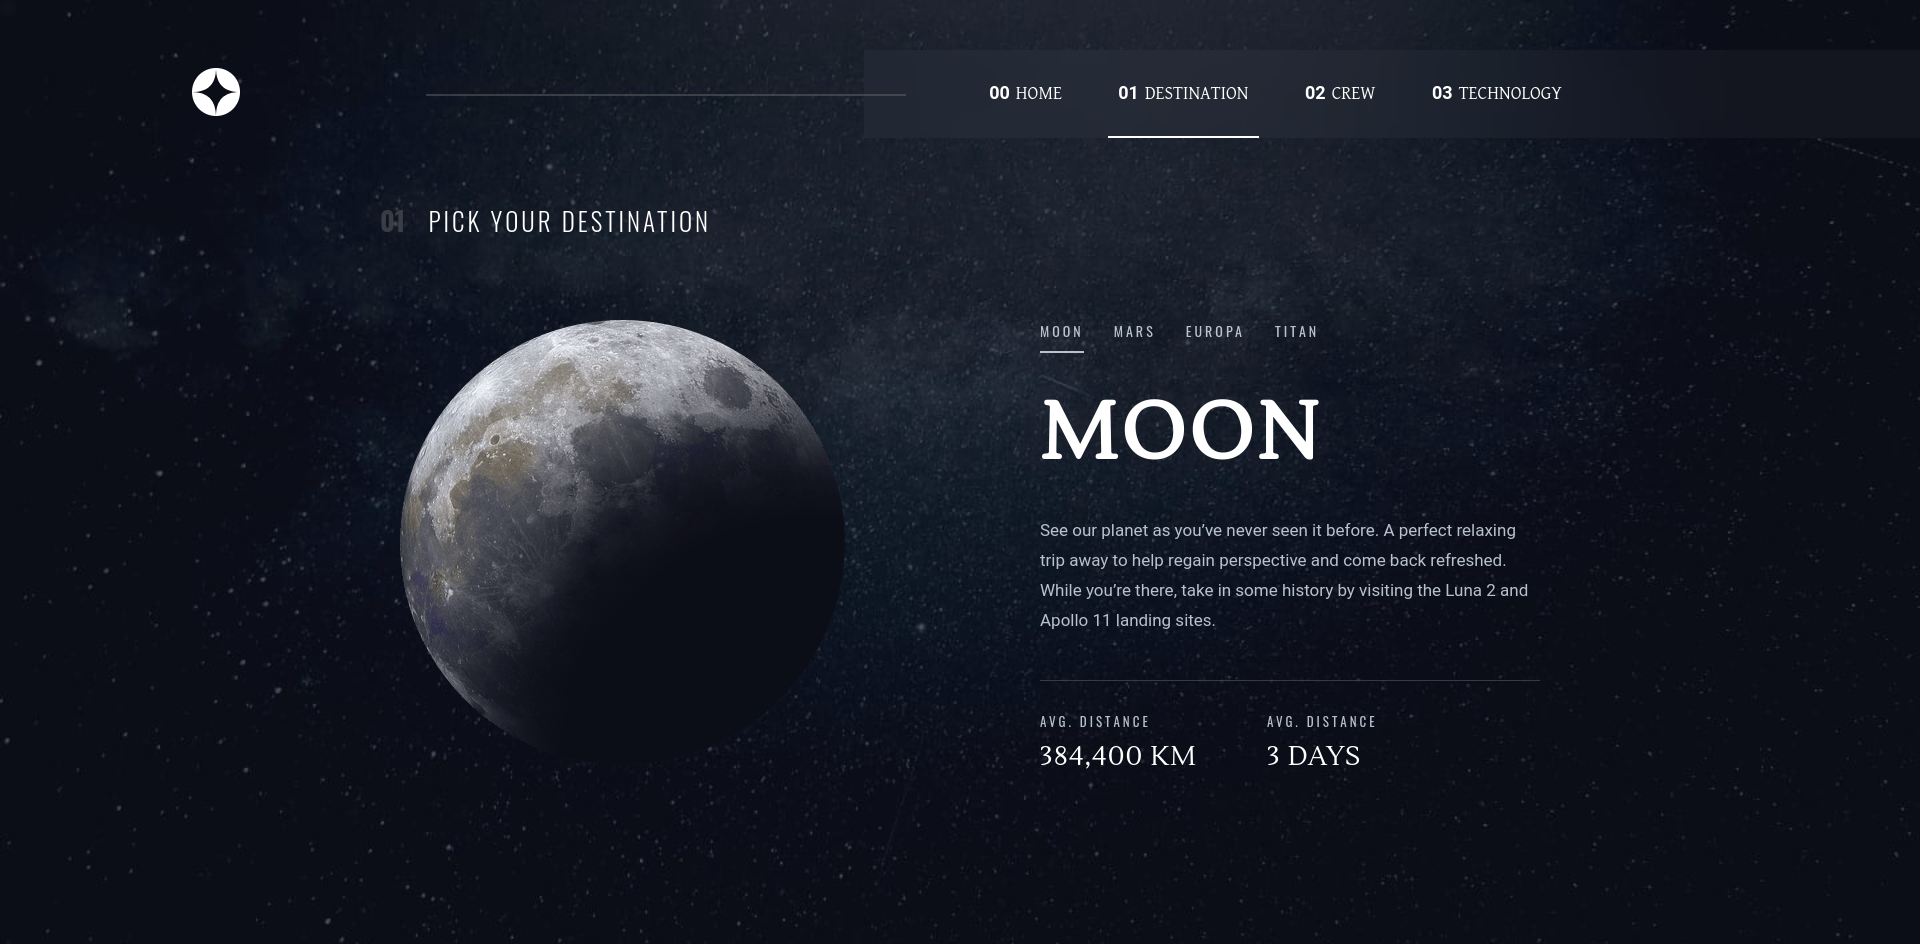 00 HOME 01 DESTINATION 02 CREW 03 TECHNOLOGY
01 PICK YOUR DESTINATION
MOON MARS EUROPA TITAN
MOON
See our planet as you’ve never seen it before. A perfect relaxing
trip away to help regain perspective and come back refreshed.
While you’re there, take in some history by visiting the Luna 2 and
Apollo 11 landing sites.
AVG. DISTANCE AVG. DISTANCE
384,400 KM 3 DAYS